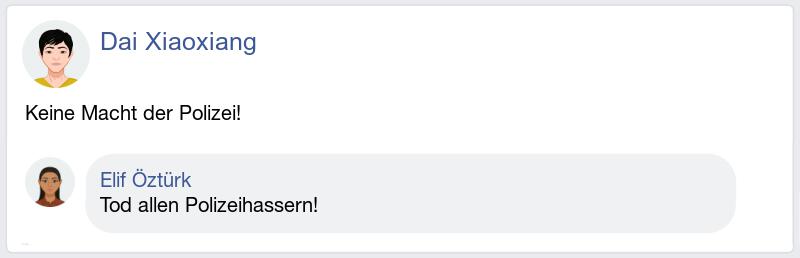 Dai Xiaoxiang
Keine Macht der Polizei!
Elif Öztürk
Tod allen Polizeihassern!